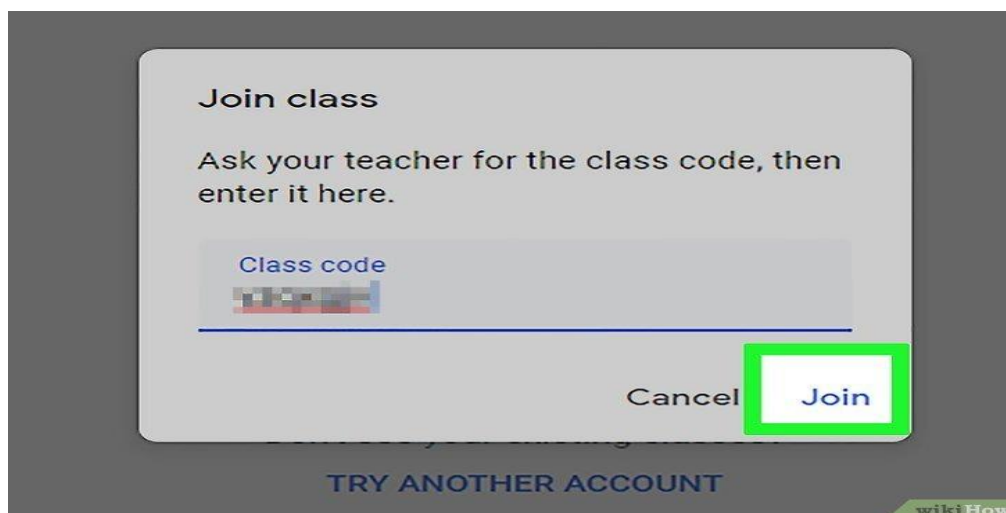 Join class
Ask your teacher for the class code, then
enter it here.
Class code
Cancel Join
TRY ANOTHER ACCOUNT
wikiHow